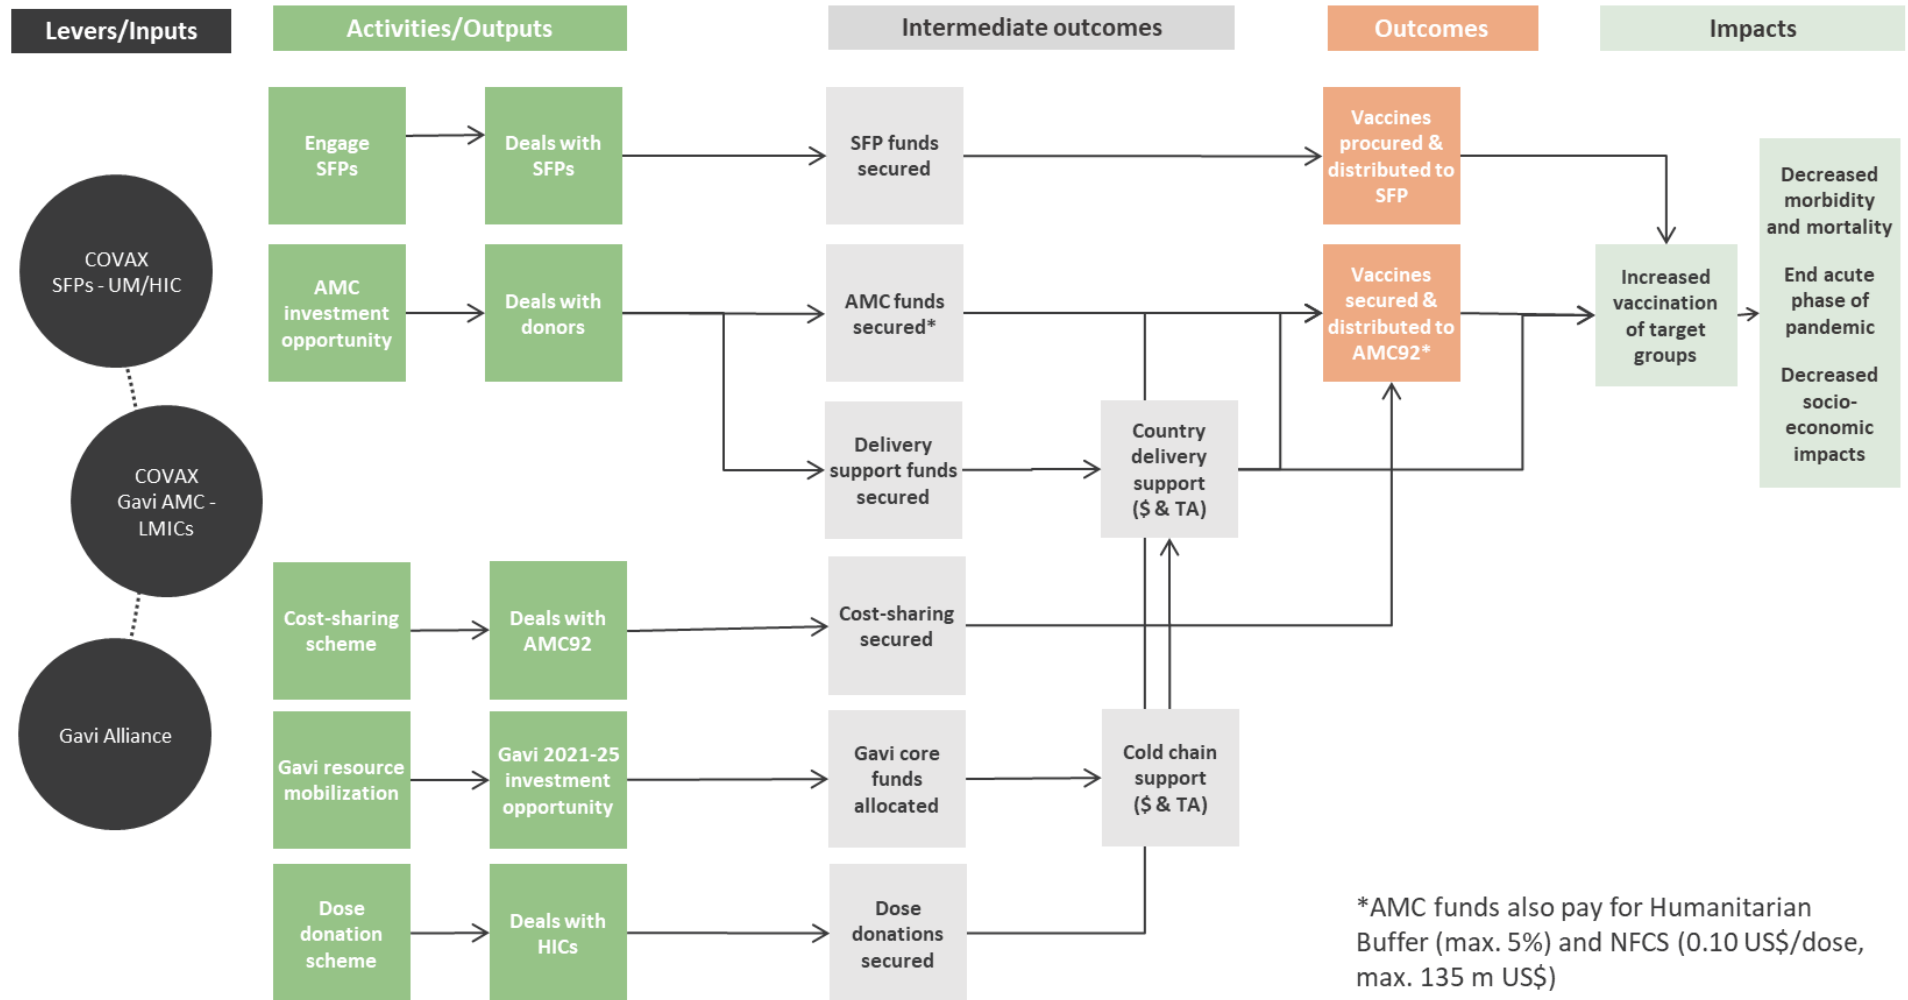 Levers/Inputs
Activities/Outputs
Intermediate outcomes
Outcomes
Impacts
COVAX
SFPs - UM/HIC
COVAX
Gavi AMC -
LMICs
Gavi Alliance
Engage
SFPs
Deals with
SFPs
SFP funds
secured
Vaccines
procured &
distributed to
SFP
AMC
investment
opportunity
Deals with
donors
AMC funds
secured*
Vaccines
secured &
distributed to
AMC92*
Increased
vaccination
of target
groups
Decreased
morbidity
and mortality
End acute
phase of
pandemic
Decreased
socio-
economic
impacts
Delivery
support funds
secured
Country
delivery
support
($ & TA)
Cost-sharing
scheme
Deals with
AMC92
Cost-sharing
secured
Gavi resource
mobilization
Gavi 2021-25
investment
opportunity
Gavi core
funds
allocated
Cold chain
support
($ & TA)
Dose
donation
scheme
Deals with
HICs
Dose
donations
secured
*AMC funds also pay for Humanitarian
Buffer (max. 5%) and NFCS (0.10 US$/dose,
max. 135 m US$)